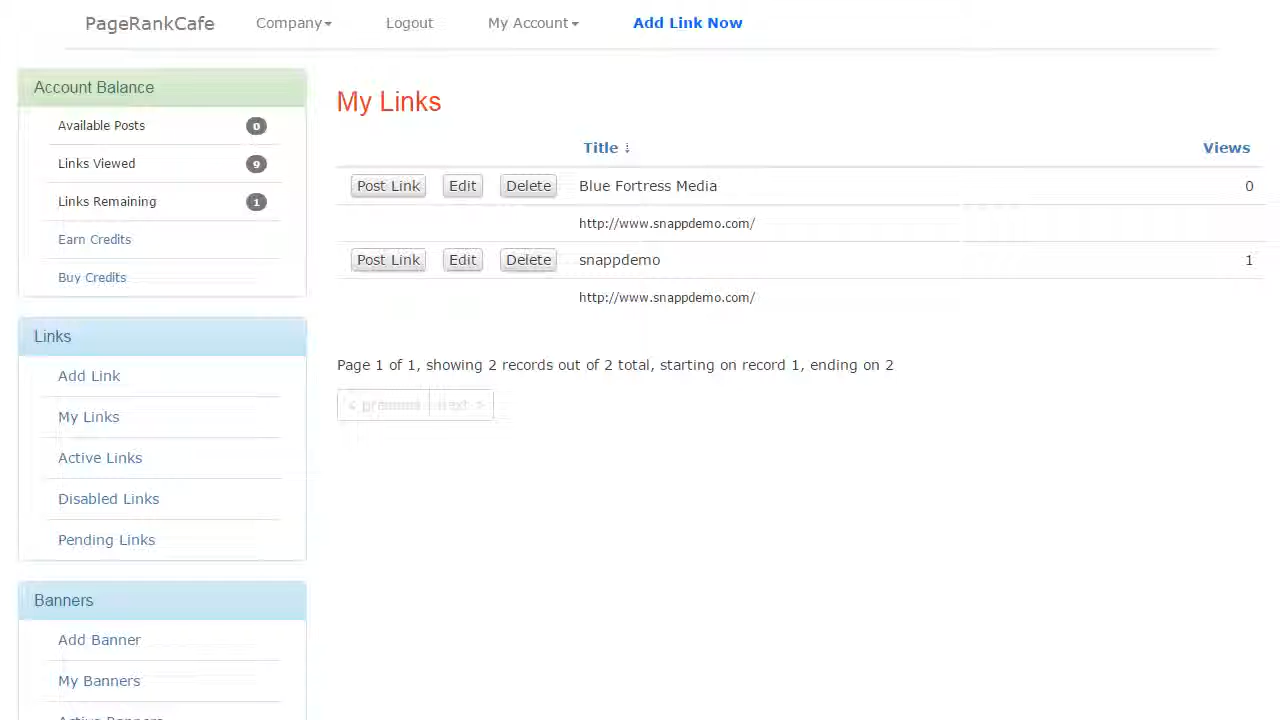 PageRankCafe Company Logout My Account Add Link Now
Account Balance
Available Posts 0
Links Viewed 9
Links Remaining 1
Earn Credits
Buy Credits
Links
Add Link
My Links
Active Links
Disabled Links
Pending Links
Banners
Add Banner
My Banners
Active Banners
My Links
Title Views
Post Link Edit Delete Blue Fortress Media 0
http://www.snappdemo.com/
Post Link Edit Delete snappdemo 1
http://www.snappdemo.com/
Page 1 of 1, showing 2 records out of 2 total, starting on record 1, ending on 2
< previous next >